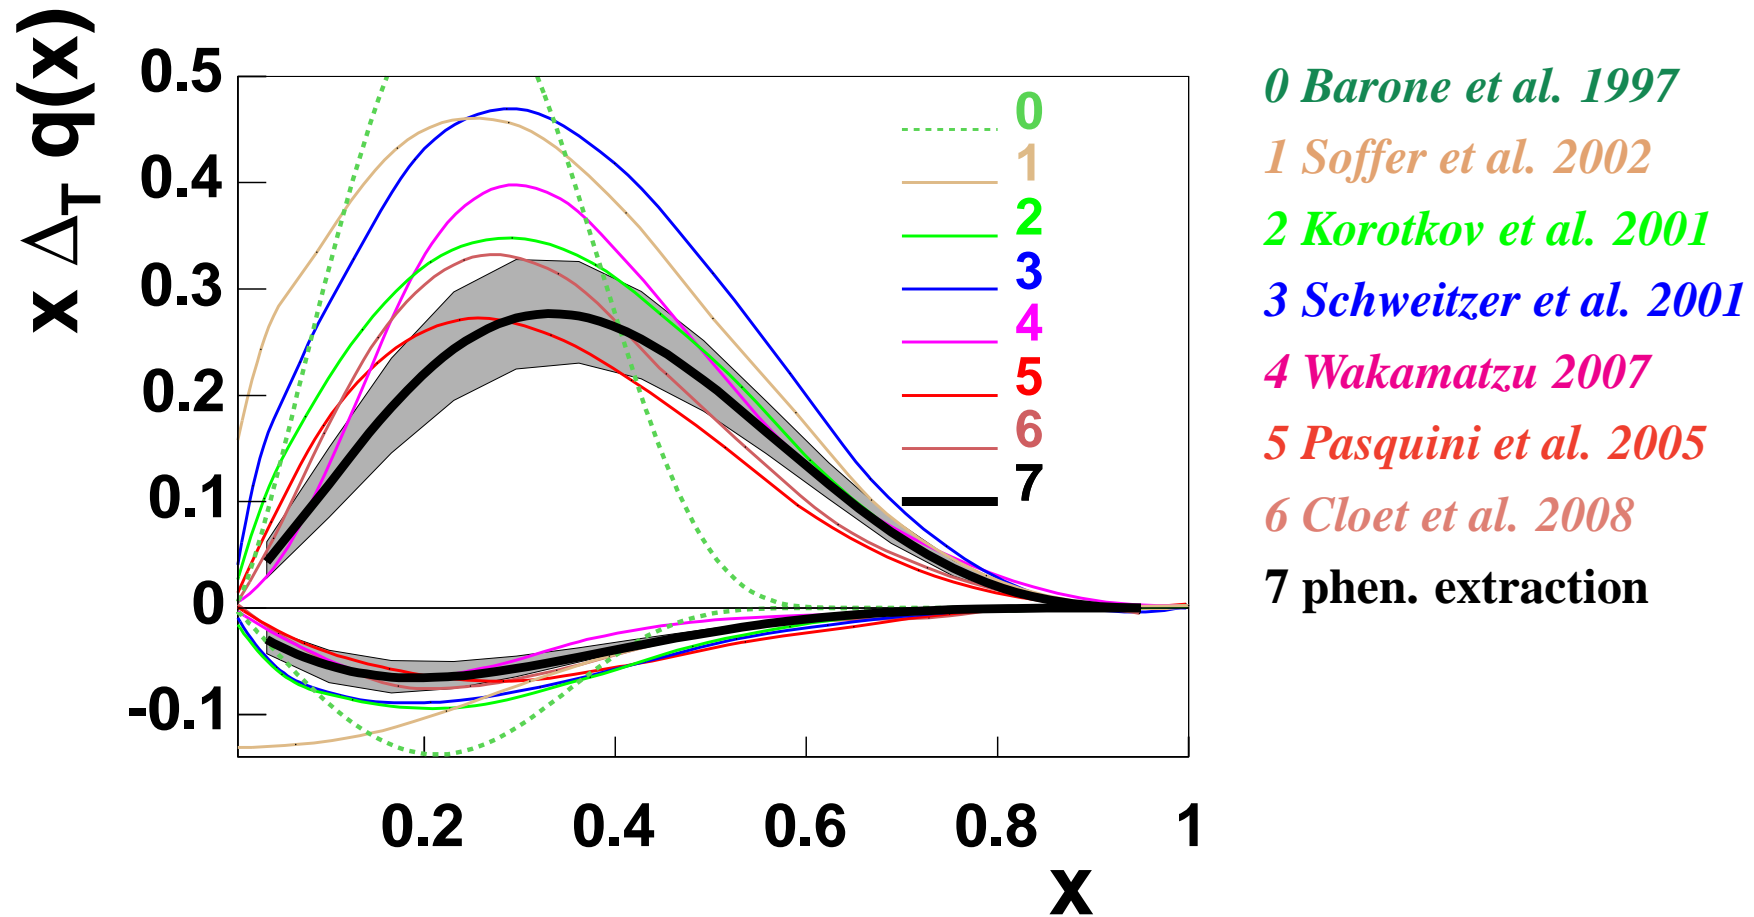 x Δ_T q(x)
0.5
0.4
0.3
0.2
0.1
0
-0.1
0.2 0.4 0.6 0.8 1
x
0
1
2
3
4
5
6
7
0 Barone et al. 1997
1 Soffer et al. 2002
2 Korotkov et al. 2001
3 Schweitzer et al. 2001
4 Wakamatzu 2007
5 Pasquini et al. 2005
6 Cloet et al. 2008
7 phen. extraction